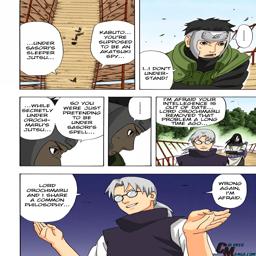 !
KABUTO...
YOU'RE
SUPPOSED
TO BE AN
AKATSUKI
SPY...
...UNDER
SASORI'S
SLEEPER
JUTSU...
I...I DON'T
UNDER-
STAND!
I'M AFRAID YOUR
INTELLEGENCE IS
OUT OF DATE...
LORD OROCHIMARU
REMOVED THAT
PROBLEM A LONG
TIME AGO...
!
SO YOU
WERE JUST
PRETENDING
TO BE UNDER
SASORI'S
SPELL...
...WHILE
SECRETLY
UNDER
OROCHI-
MARU'S
JUTSU...
WRONG
AGAIN,
I'M
AFRAID.
LORD
OROCHIMARU
AND I
SHARE A
COMMON
PHILOSOPHY...